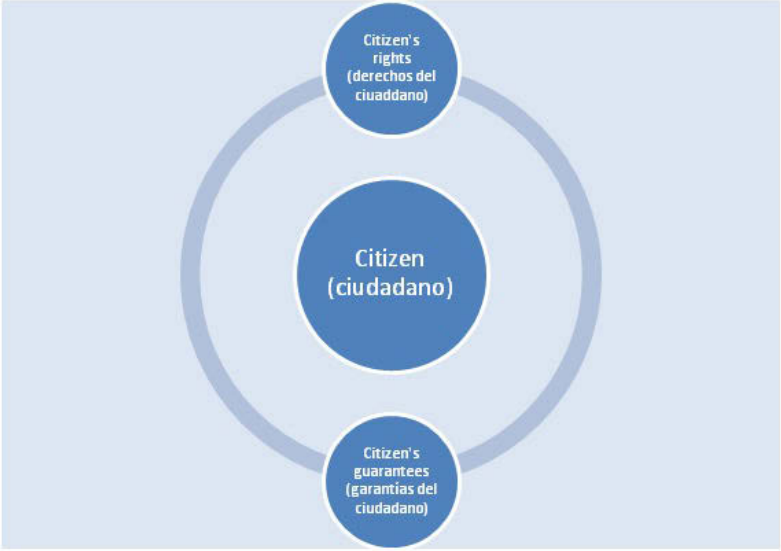 Citizen's
rights
(derechos del
ciuaddano)
Citizen
(ciudadano)
Citizen's
guarantees
(garantías del
ciudadano)